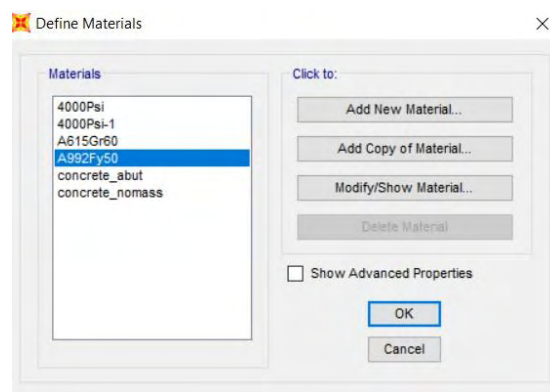 Define Materials
Materials
4000Psi
4000Psi-1
A615Gr60
A992Fy50
concrete_abut
concrete_nomass
Click to:
Add New Material...
Add Copy of Material...
Modify/Show Material...
Delete Material
Show Advanced Properties
OK
Cancel